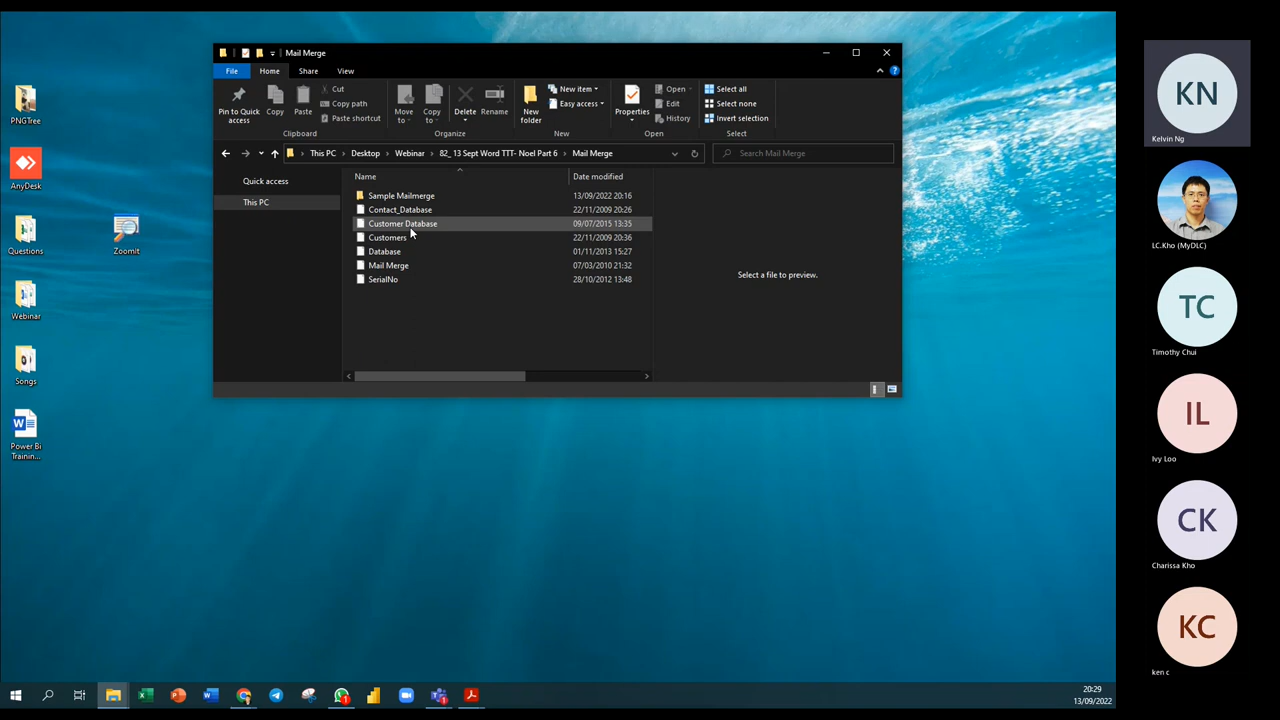 Mail Merge
File
Home
Share
View
Pin to Quick access
Copy
Paste
Cut
Copy path
Paste shortcut
Clipboard
Move to
Copy to
Delete
Rename
Organize
New folder
New item
Easy access
New
Properties
Open
Edit
History
Open
Select all
Select none
Invert selection
Select
This PC
Desktop
Webinar
82_ 13 Sept Word TTT- Noel Part 6
Mail Merge
Search Mail Merge
Quick access
This PC
Name
Date modified
Sample Mailmerge 13/09/2022 20:16
Contact_Database 22/11/2009 20:26
Customer Database 09/07/2015 13:35
Customers 22/11/2009 20:36
Database 01/11/2013 15:27
Mail Merge 07/03/2010 21:32
SerialNo 28/10/2012 13:48
Select a file to preview.
PNGTree
AnyDesk
Questions
Zoomit
Webinar
Songs
Power Bi
Trainin...
KN
Kelvin Ng
LC.Kho (MyDLC)
TC
Timothy Chui
IL
Ivy Loo
CK
Charissa Kho
KC
ken c
20:29
13/09/2022